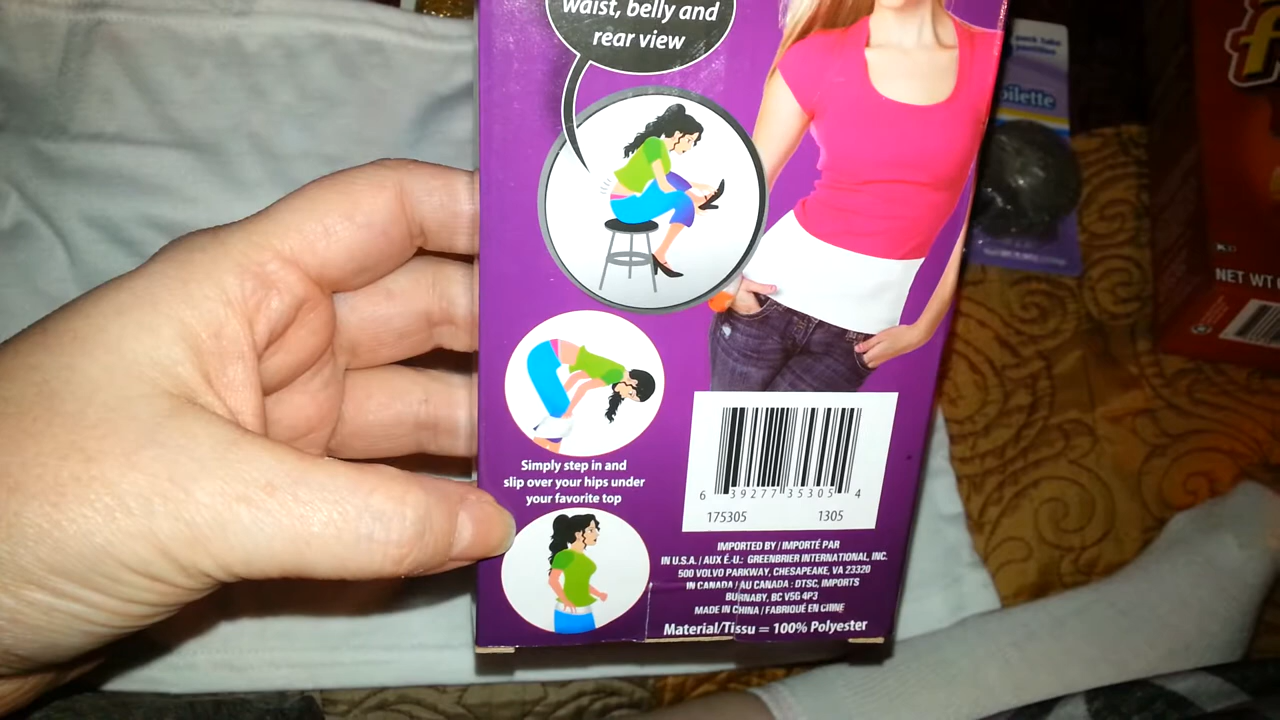 waist, belly and
rear view
Simply step in and
slip over your hips under
your favorite top
6 39277 35305 4
175305 1305
IMPORTED BY / IMPORTÉ PAR
IN U.S.A. / AUX É.-U.: GREENBRIER INTERNATIONAL, INC.
500 VOLVO PARKWAY, CHESAPEAKE, VA 23320
IN CANADA / AU CANADA : DTSC, IMPORTS
BURNABY, BC V5G 4P3
MADE IN CHINA / FABRIQUÉ EN CHINE
Material/Tissu = 100% Polyester
NET WT